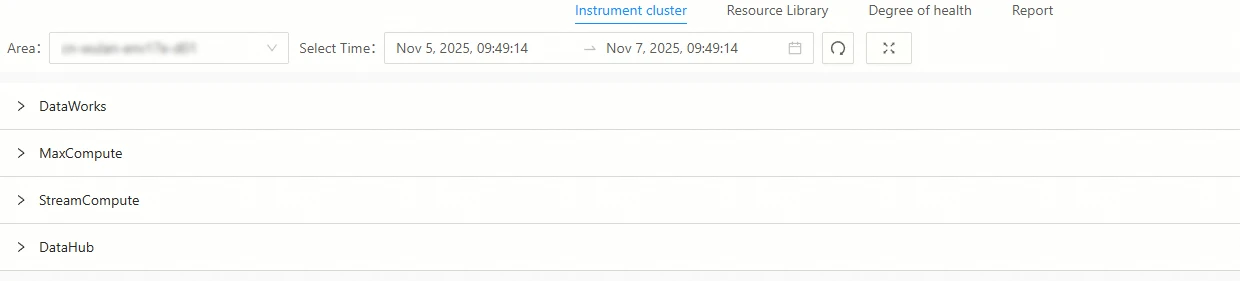 Instrument cluster Resource Library Degree of health Report
Area: Select Time: Nov 5, 2025, 09:49:14 → Nov 7, 2025, 09:49:14
DataWorks
MaxCompute
StreamCompute
DataHub